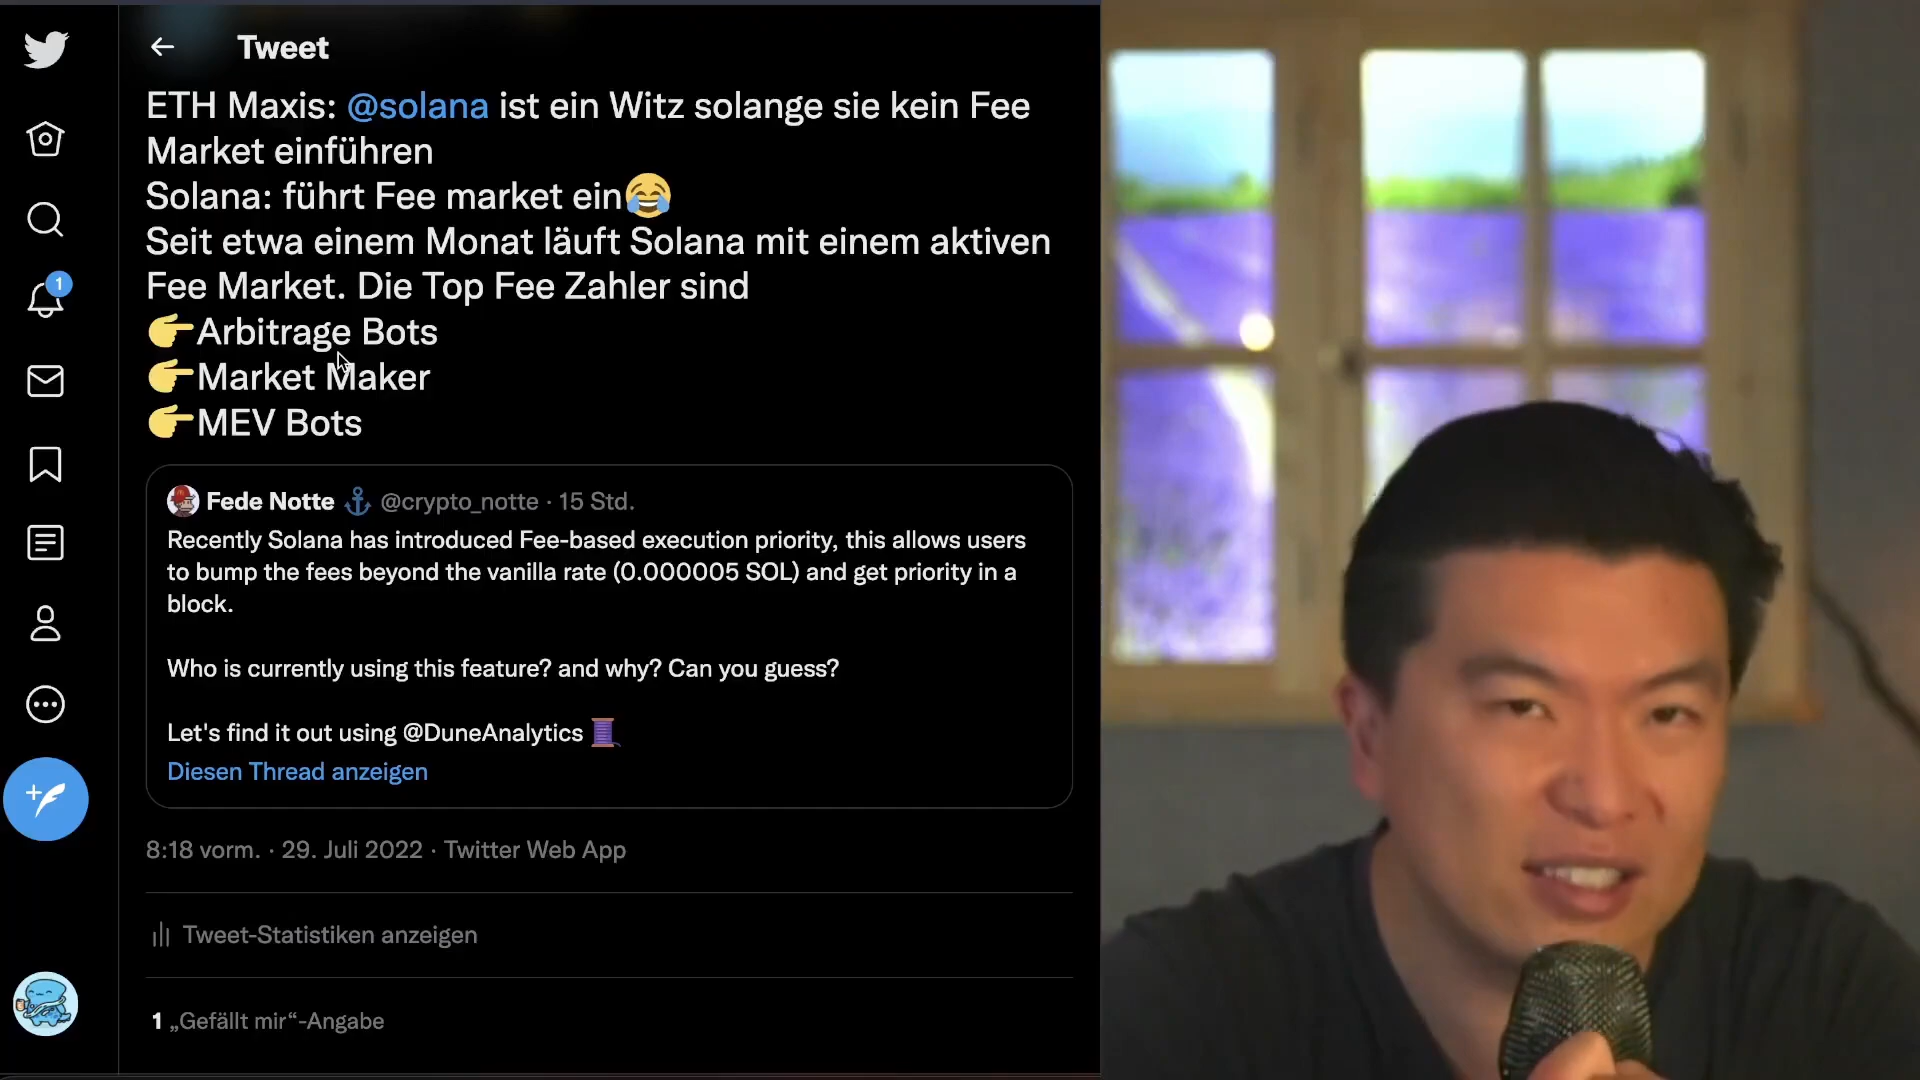 Tweet
ETH Maxis: @solana ist ein Witz solange sie kein Fee
Market einführen
Solana: führt Fee market ein😂
Seit etwa einem Monat läuft Solana mit einem aktiven
Fee Market. Die Top Fee Zahler sind
👉Arbitrage Bots
👉Market Maker
👉MEV Bots
1
Fede Notte ⚓ @crypto_notte · 15 Std.
Recently Solana has introduced Fee-based execution priority, this allows users
to bump the fees beyond the vanilla rate (0.000005 SOL) and get priority in a
block.
Who is currently using this feature? and why? Can you guess?
Let's find it out using @DuneAnalytics 🧵
Diesen Thread anzeigen
8:18 vorm. · 29. Juli 2022 · Twitter Web App
Tweet-Statistiken anzeigen
1 „Gefällt mir“-Angabe